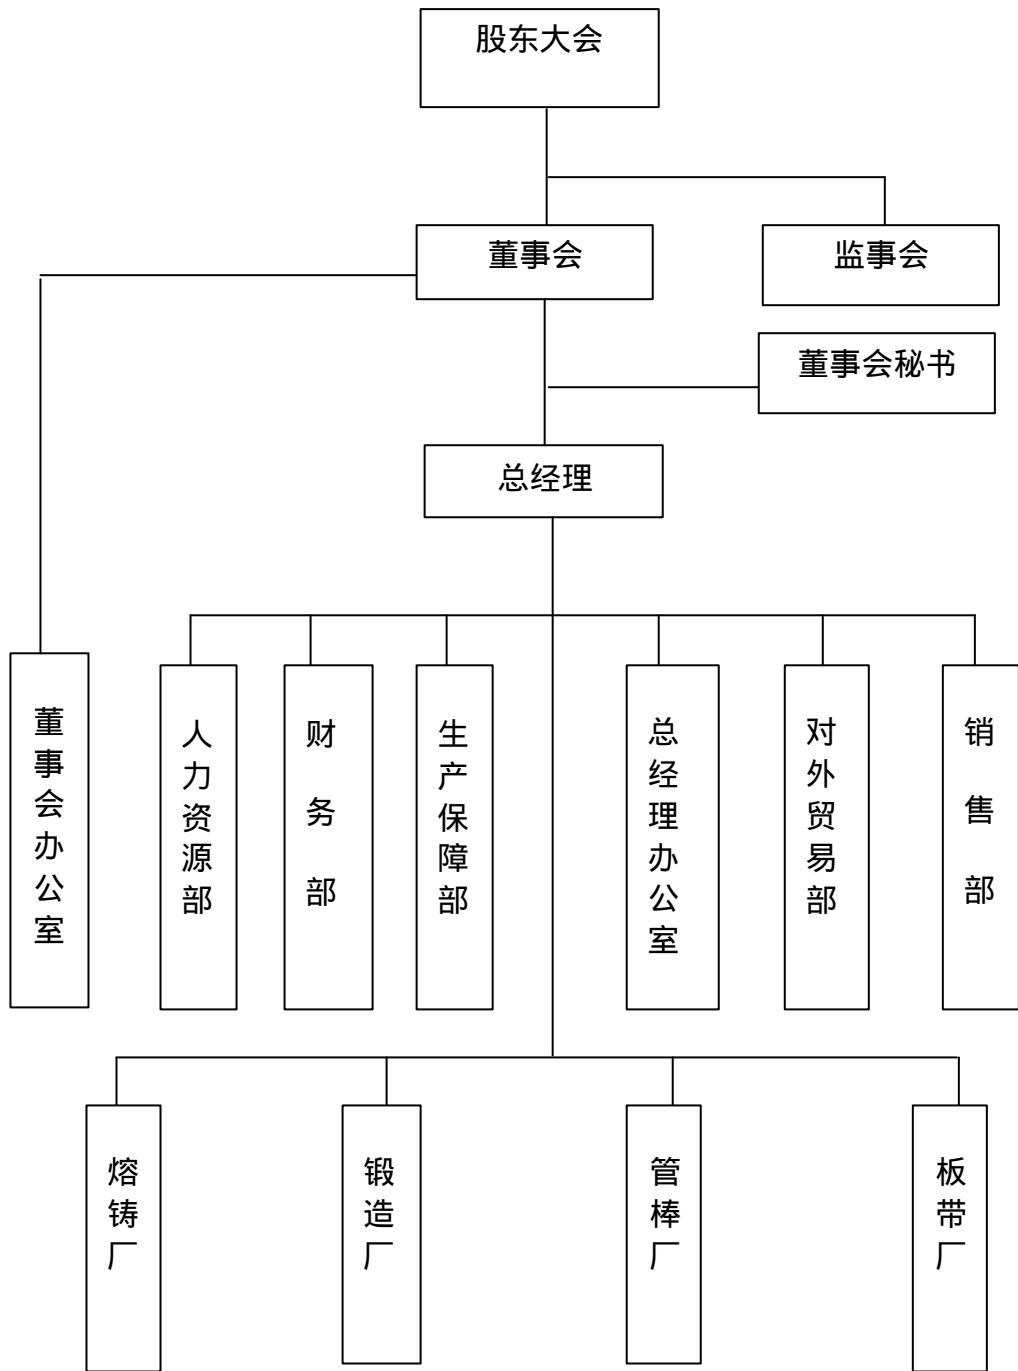 股东大会
董事会
监事会
董事会秘书
总经理
董事会办公室
人力资源部
财务部
生产保障部
总经理办公室
对外贸易部
销售部
熔铸厂
锻造厂
管棒厂
板带厂